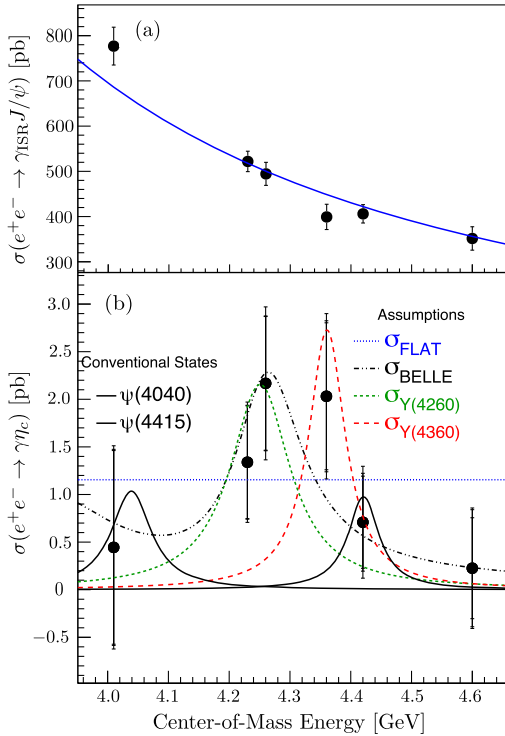 (a)
σ(e⁺e⁻ → γ_ISR J/ψ) [pb]
800
700
600
500
400
300
(b)
σ(e⁺e⁻ → γη_c) [pb]
3.0
2.5
2.0
1.5
1.0
0.5
0
−0.5
Conventional States
ψ(4040)
ψ(4415)
Assumptions
σ_FLAT
σ_BELLE
σ_Y(4260)
σ_Y(4360)
4.0 4.1 4.2 4.3 4.4 4.5 4.6
Center-of-Mass Energy [GeV]